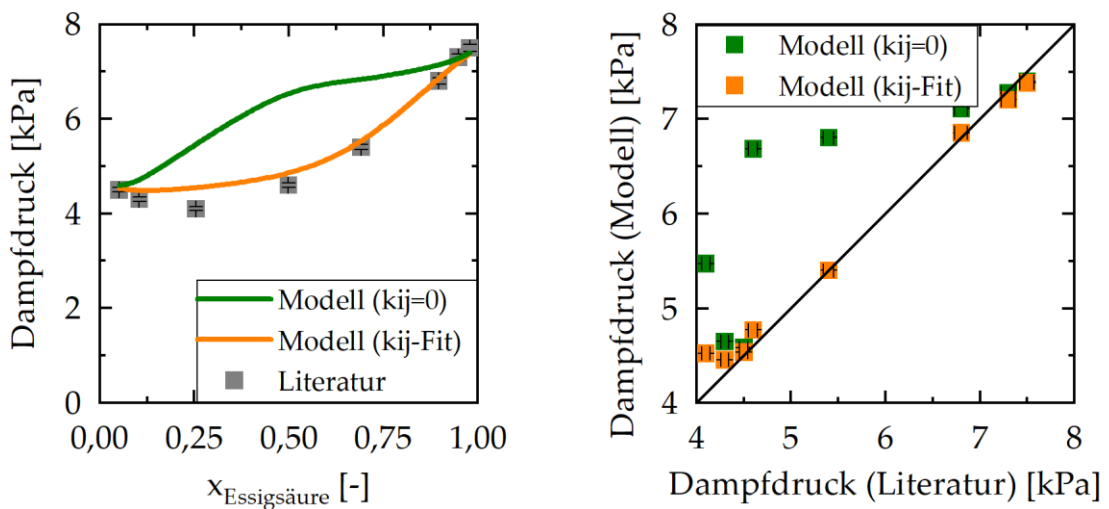 8
6
4
2
0
Dampfdruck [kPa]
Modell (kij=0)
Modell (kij-Fit)
Literatur
0,00 0,25 0,50 0,75 1,00
xEssigsäure [-]
8
7
6
5
4
Dampfdruck (Modell) [kPa]
Modell (kij=0)
Modell (kij-Fit)
4 5 6 7 8
Dampfdruck (Literatur) [kPa]